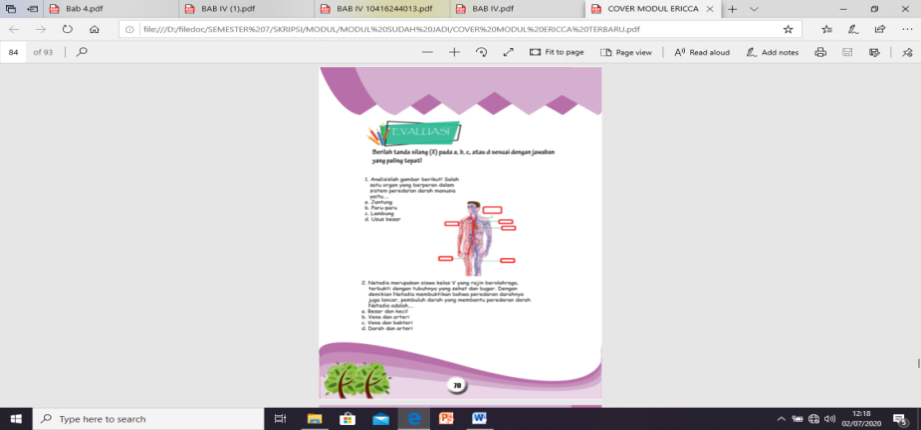 Bab 4.pdf
BAB IV (1).pdf
BAB IV 10416244013.pdf
BAB IV.pdf
COVER MODUL ERICCA
file:///D:/filedoc/SEMESTER%207/SKRIPSI/MODUL/MODUL%20SUDAH%20JADI/COVER%20MODUL%20ERICCA%20TERBARU.pdf
84 of 93
Fit to page
Page view
Read aloud
Add notes
EVALUASI
Berilah tanda silang (X) pada a, b, c, atau d sesuai dengan jawaban
yang paling tepat!
1. Analisislah gambar berikut! Salah
satu organ yang berperan dalam
sistem peredaran darah manusia
yaitu....
a. Jantung
b. Paru-paru
c. Lambung
d. Usus besar
2. Natadia merupakan siswa kelas V yang rajin berolahraga,
terbukti dengan tubuhnya yang sehat dan bugar. Dengan
demikian Natadia membuktikan bahwa peredaran darahnya
juga lancar, pembuluh darah yang membantu peredaran darah
Natadia adalah....
a. Besar dan kecil
b. Vena dan arteri
c. Vena dan bakteri
d. Darah dan arteri
78
Type here to search
12:18
02/07/2020
5